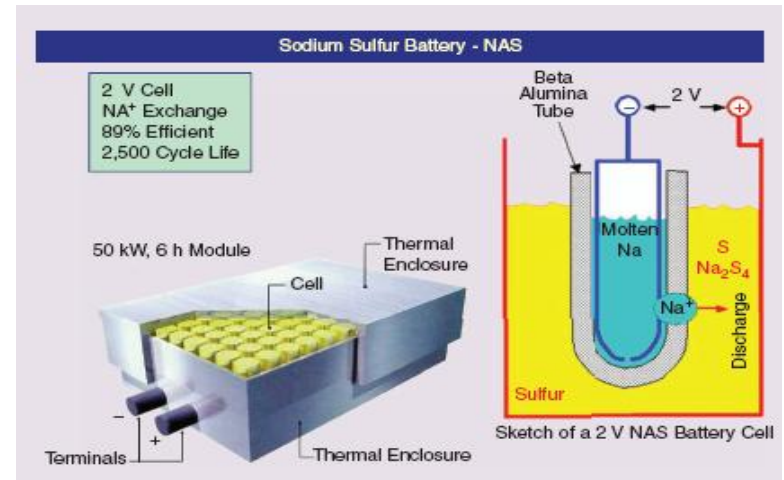 Sodium Sulfur Battery - NAS
2 V Cell
NA⁺ Exchange
89% Efficient
2,500 Cycle Life
50 kW, 6 h Module
Thermal
Enclosure
Cell
−
+
Terminals
Thermal Enclosure
Beta
Alumina
Tube
−
2 V
+
Molten
Na
S
Na₂S₄
Na⁺
Discharge
Sulfur
Sketch of a 2 V NAS Battery Cell